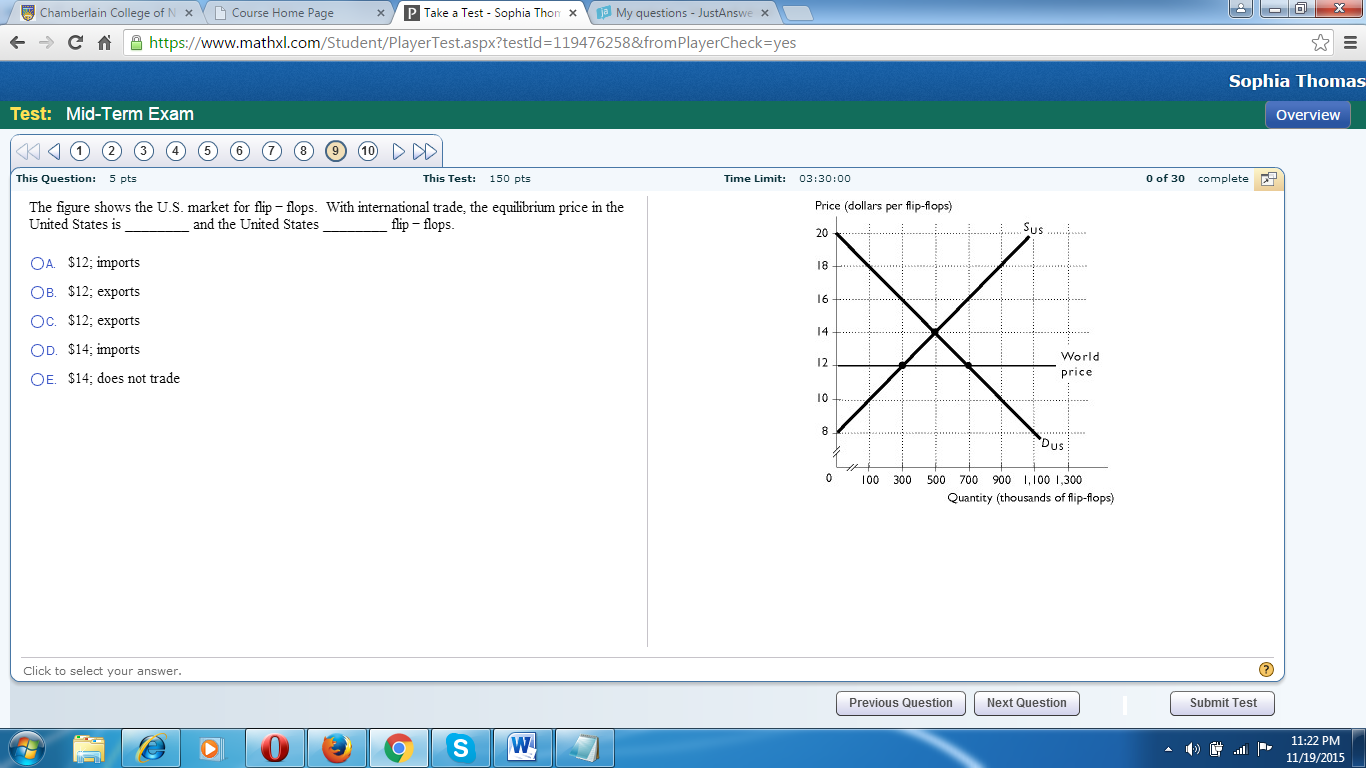 Chamberlain College of N
Course Home Page
Take a Test - Sophia Thom
My questions - JustAnswe
https://www.mathxl.com/Student/PlayerTest.aspx?testId=119476258&fromPlayerCheck=yes
Sophia Thomas
Test: Mid-Term Exam
Overview
1 2 3 4 5 6 7 8 9 10
This Question: 5 pts
This Test: 150 pts
Time Limit: 03:30:00
0 of 30 complete
The figure shows the U.S. market for flip − flops. With international trade, the equilibrium price in the
United States is ________ and the United States ________ flip − flops.
A. $12; imports
B. $12; exports
C. $12; exports
D. $14; imports
E. $14; does not trade
Price (dollars per flip-flops)
20
18
16
14
12
10
8
0
SUS
World
price
DUS
100 300 500 700 900 1,100 1,300
Quantity (thousands of flip-flops)
Click to select your answer.
?
Previous Question
Next Question
Submit Test
11:22 PM
11/19/2015